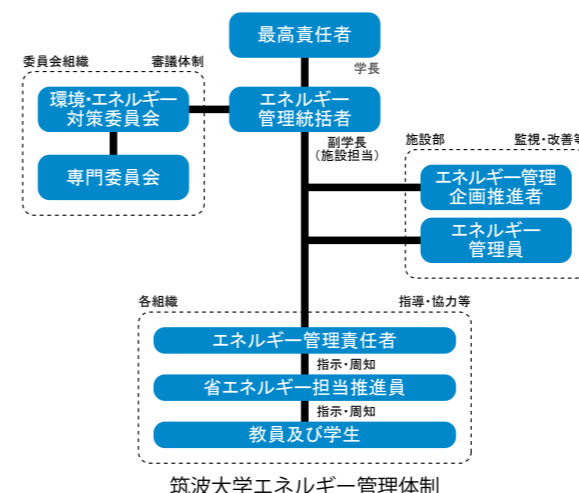 最高責任者
学長
委員会組織 審議体制
環境・エネルギー
対策委員会
専門委員会
エネルギー
管理統括者
副学長
（施設担当）
施設部 監視・改善等
エネルギー管理
企画推進者
エネルギー
管理員
各組織 指導・協力等
エネルギー管理責任者
指示・周知
省エネルギー担当推進員
指示・周知
教員及び学生
筑波大学エネルギー管理体制